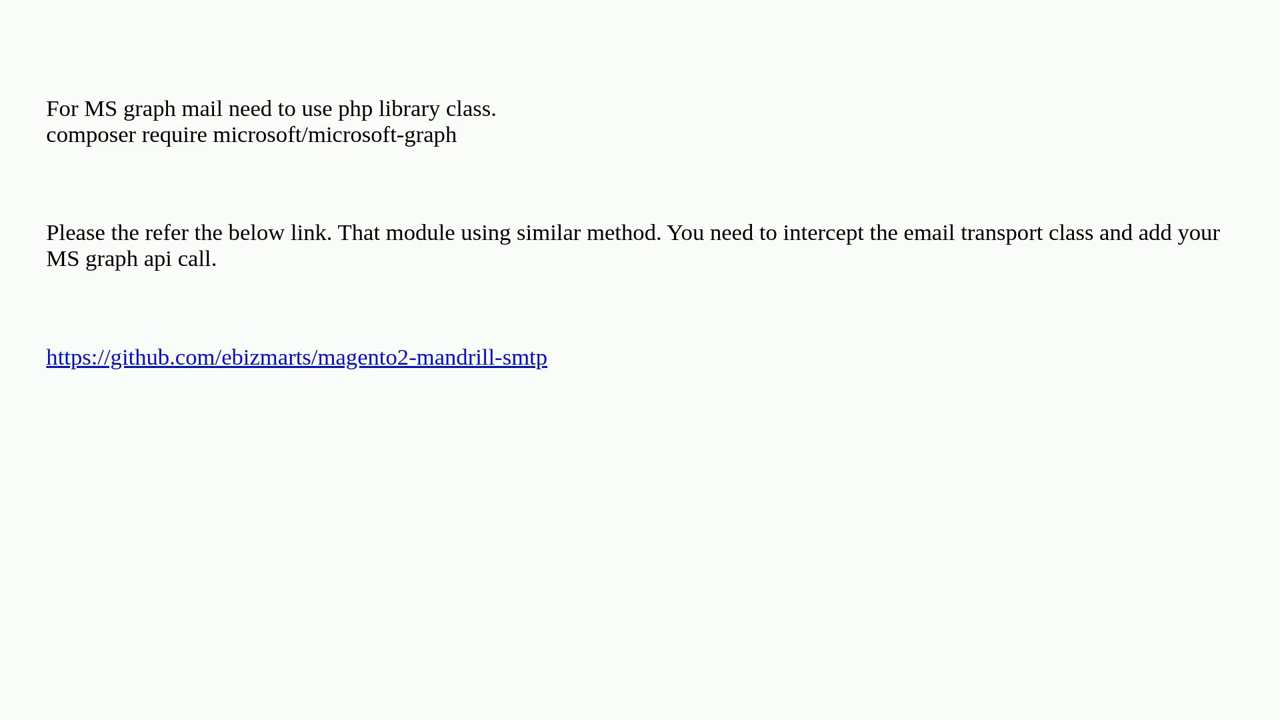 For MS graph mail need to use php library class.
composer require microsoft/microsoft-graph
Please the refer the below link. That module using similar method. You need to intercept the email transport class and add your
MS graph api call.
https://github.com/ebizmarts/magento2-mandrill-smtp